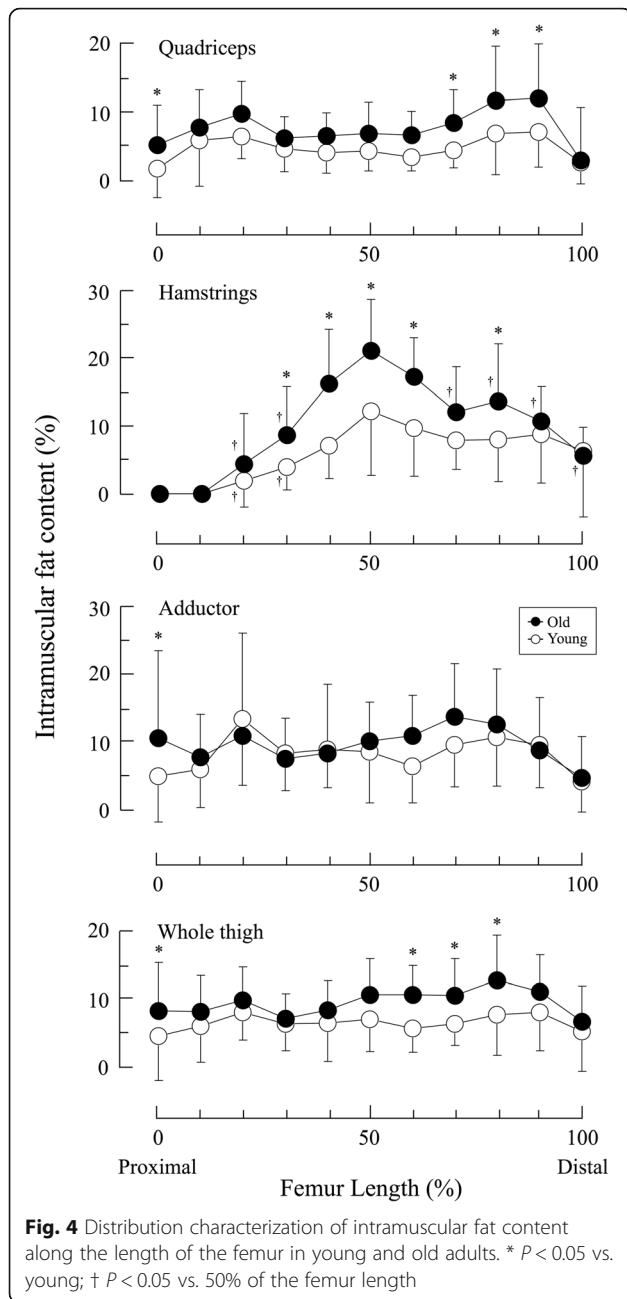 20
Quadriceps
* * * *
10
0
0 50 100
30
Hamstrings
* * * * * *
20
† † † †
10
† † †
0
0 50 100
30
Adductor
*
Old
Young
20
10
0
0 50 100
20
Whole thigh
* * * *
10
0
0 50 100
Proximal Distal
Intramuscular fat content (%)
Femur Length (%)
Fig. 4 Distribution characterization of intramuscular fat content
along the length of the femur in young and old adults. * P < 0.05 vs.
young; † P < 0.05 vs. 50% of the femur length